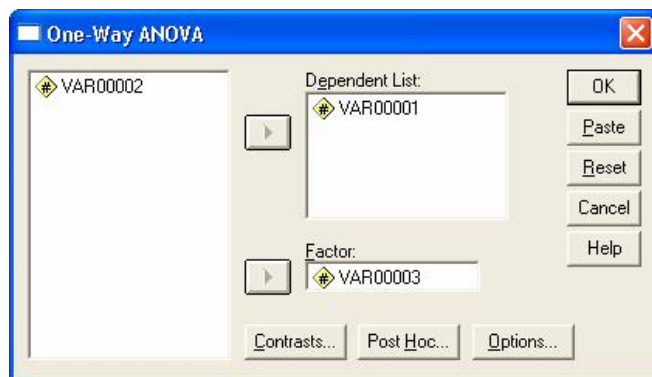 One-Way ANOVA
VAR00002
Dependent List:
VAR00001
Factor:
VAR00003
OK
Paste
Reset
Cancel
Help
Contrasts...
Post Hoc...
Options...